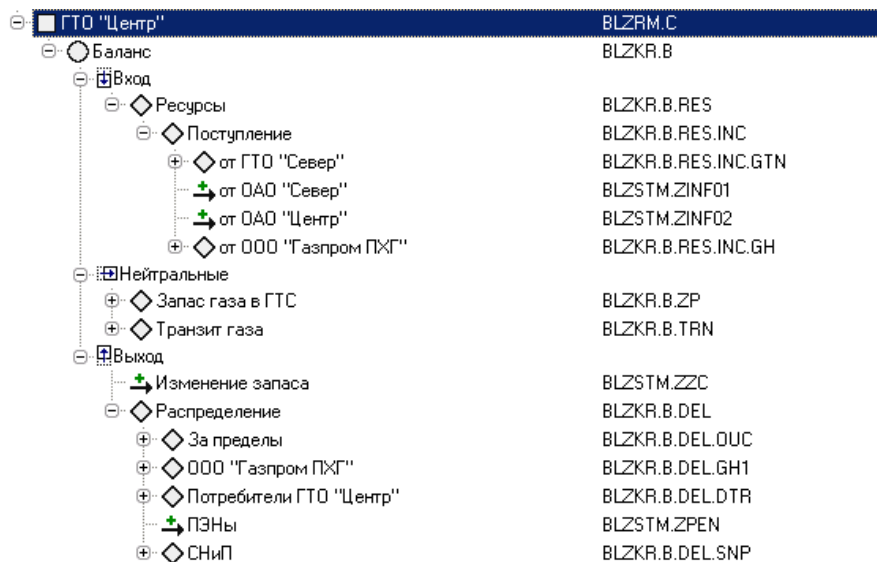 ГТО "Центр" BLZRM.C
Баланс BLZKR.B
Вход
Ресурсы BLZKR.B.RES
Поступление BLZKR.B.RES.INC
от ГТО "Север" BLZKR.B.RES.INC.GTN
от ОАО "Север" BLZSTM.ZINF01
от ОАО "Центр" BLZSTM.ZINF02
от ООО "Газпром ПХГ" BLZKR.B.RES.INC.GH
Нейтральные
Запас газа в ГТС BLZKR.B.ZP
Транзит газа BLZKR.B.TRN
Выход
Изменение запаса BLZSTM.ZZC
Распределение BLZKR.B.DEL
За пределы BLZKR.B.DEL.OUC
ООО "Газпром ПХГ" BLZKR.B.DEL.GH1
Потребители ГТО "Центр" BLZKR.B.DEL.DTR
ПЭНы BLZSTM.ZPEN
СНиП BLZKR.B.DEL.SNP